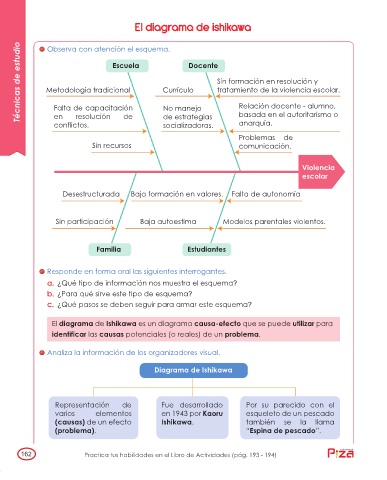 El diagrama de ishikawa
Técnicas de estudio
Observa con atención el esquema.
Escuela
Docente
Metodología tradicional
Currículo
Sin formación en resolución y
tratamiento de la violencia escolar.
Falta de capacitación
en resolución de
conflictos.
No manejo
de estrategias
socializadoras.
Relación docente - alumno,
basada en el autoritarismo o
anarquía.
Sin recursos
Problemas de
comunicación.
Violencia
escolar
Desestructurada
Baja formación en valores.
Falta de autonomía
Sin participación
Baja autoestima
Modelos parentales violentos.
Familia
Estudiantes
Responde en forma oral las siguientes interrogantes.
a. ¿Qué tipo de información nos muestra el esquema?
b. ¿Para qué sirve este tipo de esquema?
c. ¿Qué pasos se deben seguir para armar este esquema?
El diagrama de Ishikawa es un diagrama causa-efecto que se puede utilizar para
identificar las causas potenciales (o reales) de un problema.
Analiza la información de los organizadores visual.
Diagrama de Ishikawa
Representación de
varios elementos
(causas) de un efecto
(problema).
Fue desarrollado
en 1943 por Kaoru
Ishikawa.
Por su parecido con el
esqueleto de un pescado
también se la llama
"Espina de pescado".
162
Practica tus habilidades en el Libro de Actividades (pág. 193 - 194)